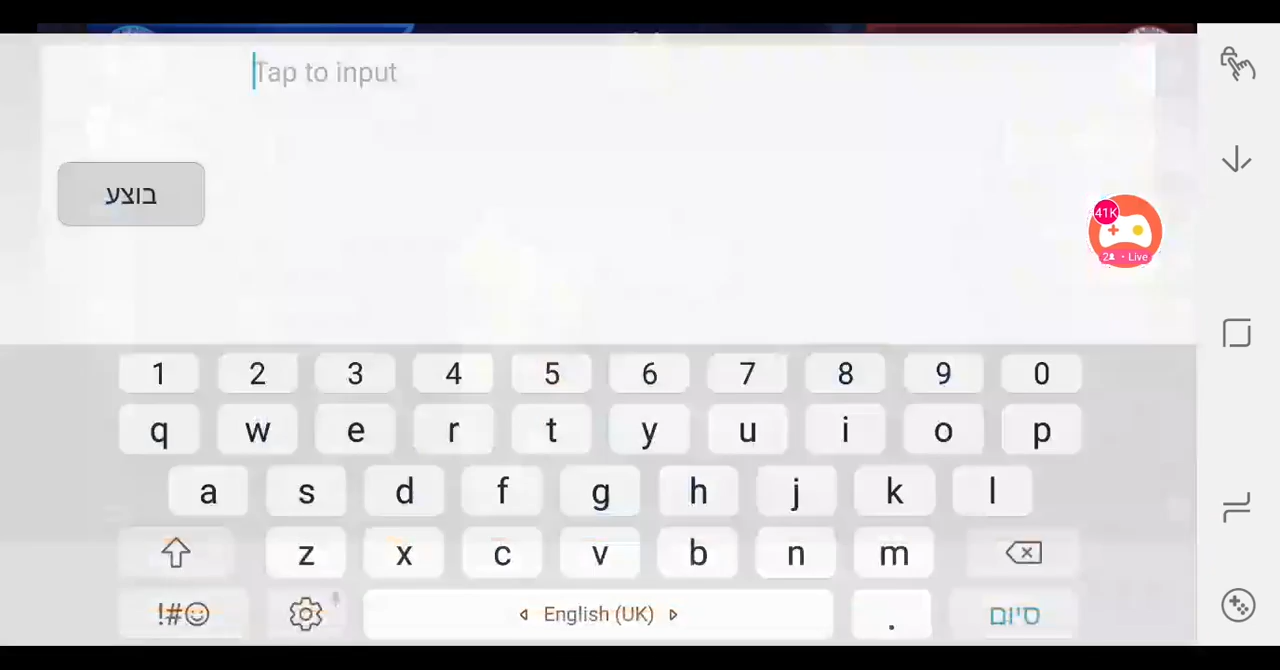 Tap to input
בוצע
41K
2 • Live
1 2 3 4 5 6 7 8 9 0
q w e r t y u i o p
a s d f g h j k l
z x c v b n m
!#☺ English (UK) . סיום